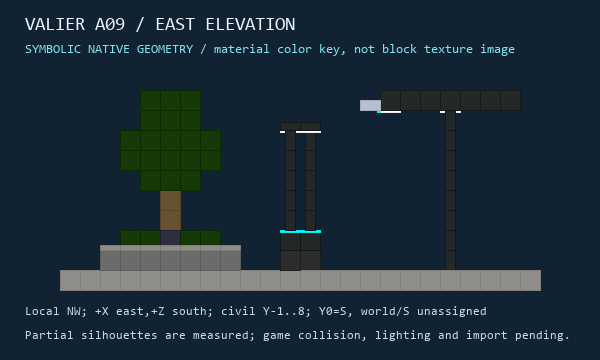 VALIER A09 / EAST ELEVATION
SYMBOLIC NATIVE GEOMETRY / material color key, not block texture image
Local NW; +X east,+Z south; civil Y-1..8; Y0=S, world/S unassigned
Partial silhouettes are measured; game collision, lighting and import pending.